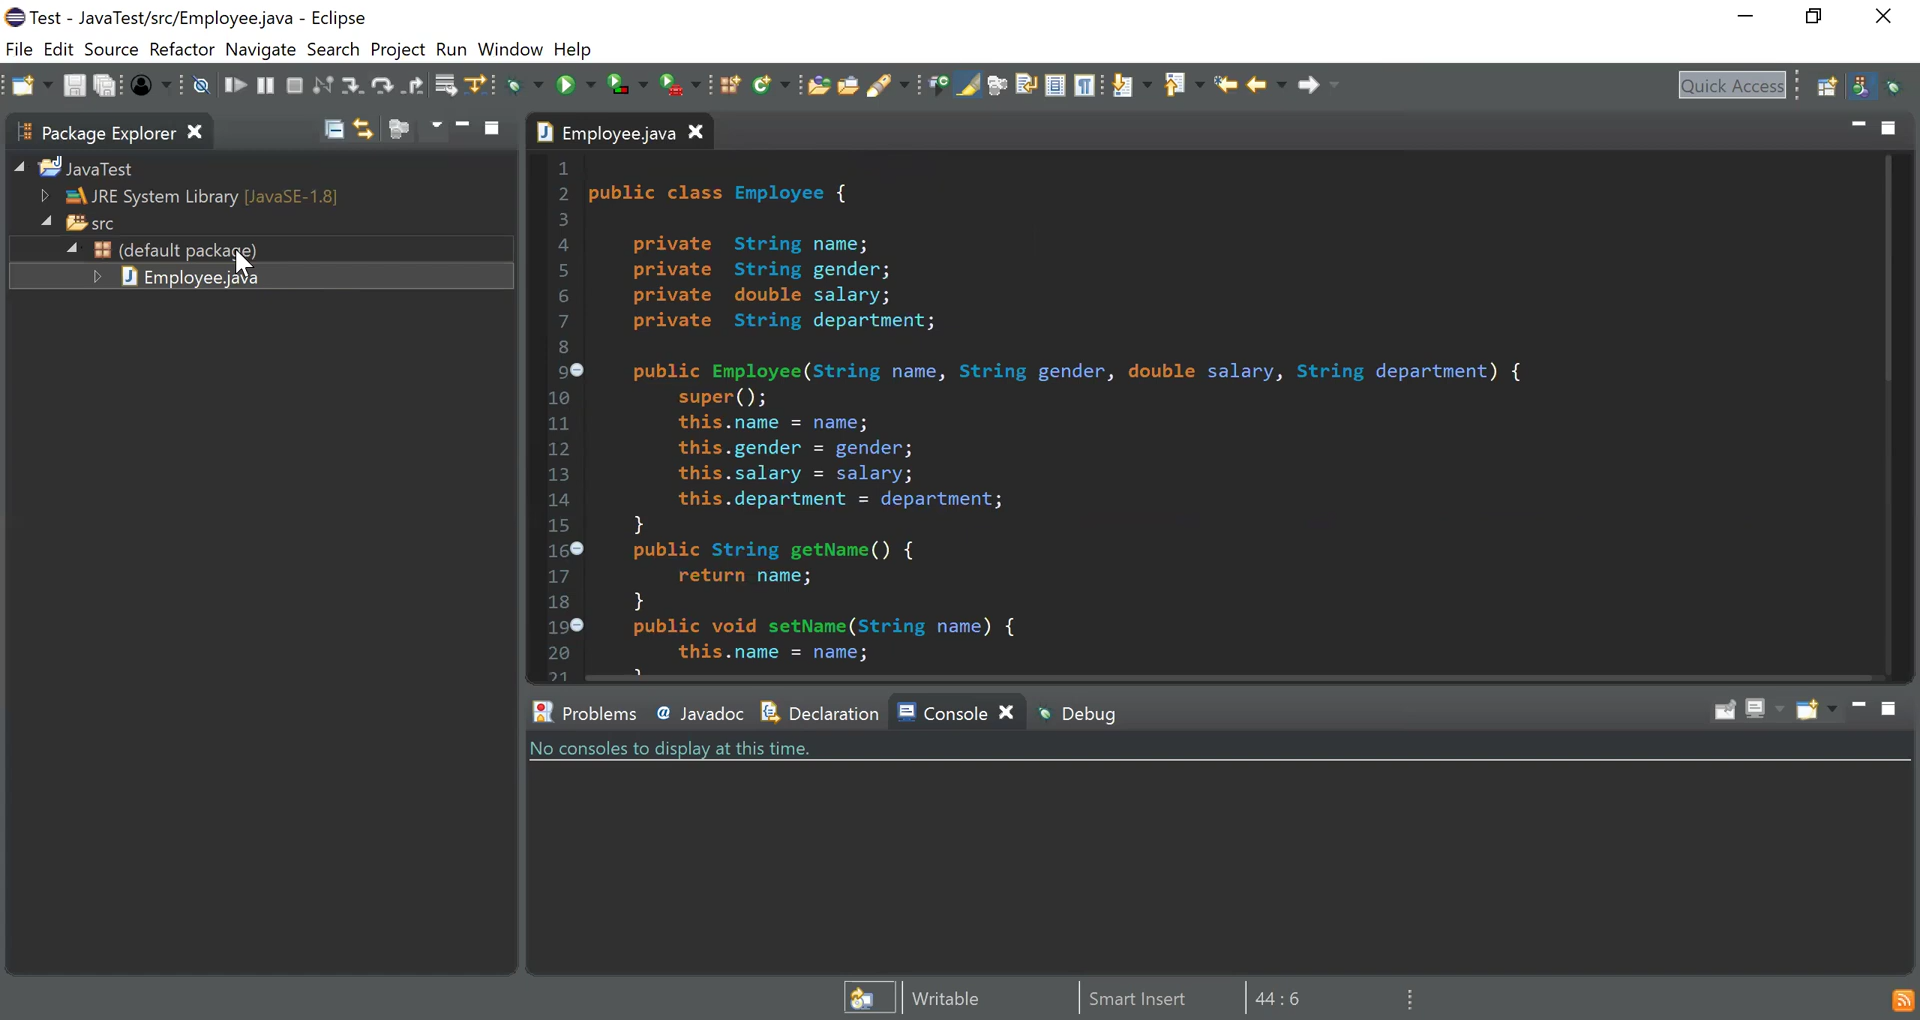 Test - JavaTest/src/Employee.java - Eclipse
File Edit Source Refactor Navigate Search Project Run Window Help
Quick Access
Package Explorer
JavaTest
JRE System Library [JavaSE-1.8]
src
(default package)
Employee.java
Employee.java
1
2 public class Employee {
3
4 private String name;
5 private String gender;
6 private double salary;
7 private String department;
8
9 public Employee(String name, String gender, double salary, String department) {
10 super();
11 this.name = name;
12 this.gender = gender;
13 this.salary = salary;
14 this.department = department;
15 }
16 public String getName() {
17 return name;
18 }
19 public void setName(String name) {
20 this.name = name;
21 }
Problems @ Javadoc Declaration Console Debug
No consoles to display at this time.
Writable Smart Insert 44 : 6